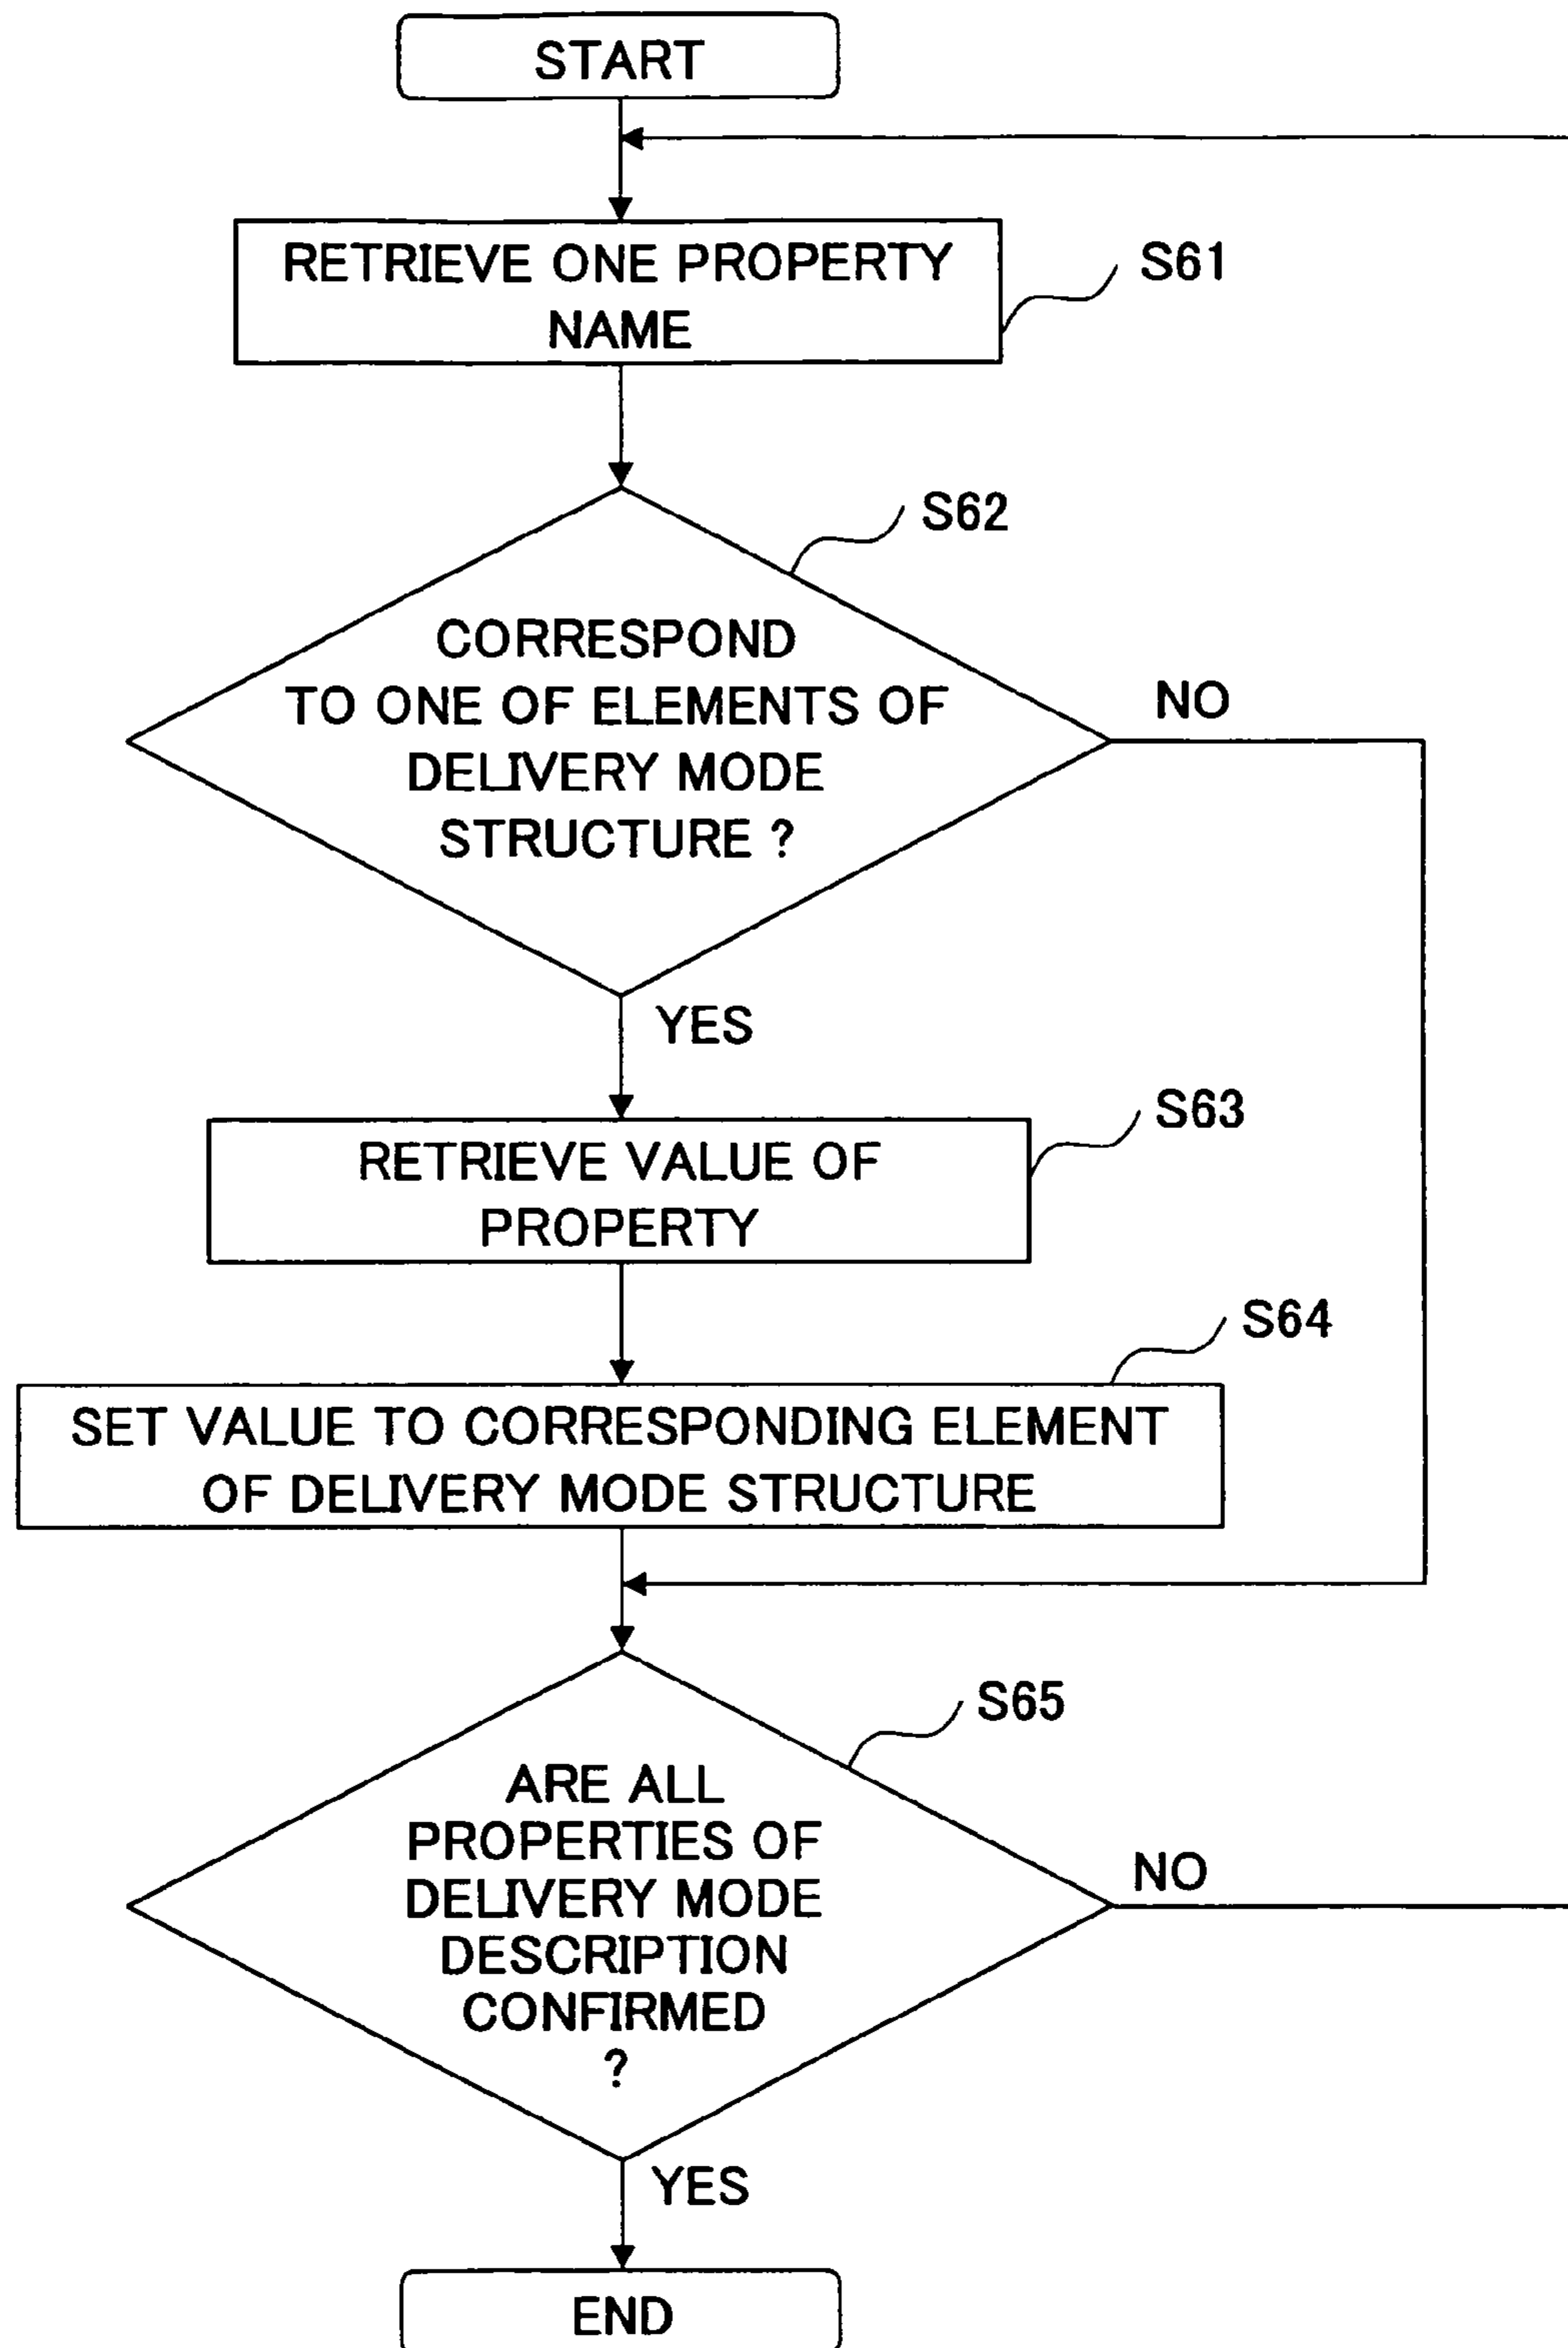 START
RETRIEVE ONE PROPERTY
NAME
S61
S62
CORRESPOND
TO ONE OF ELEMENTS OF
DELIVERY MODE
STRUCTURE ?
NO
YES
S63
RETRIEVE VALUE OF
PROPERTY
S64
SET VALUE TO CORRESPONDING ELEMENT
OF DELIVERY MODE STRUCTURE
S65
ARE ALL
PROPERTIES OF
DELIVERY MODE
DESCRIPTION
CONFIRMED
?
NO
YES
END